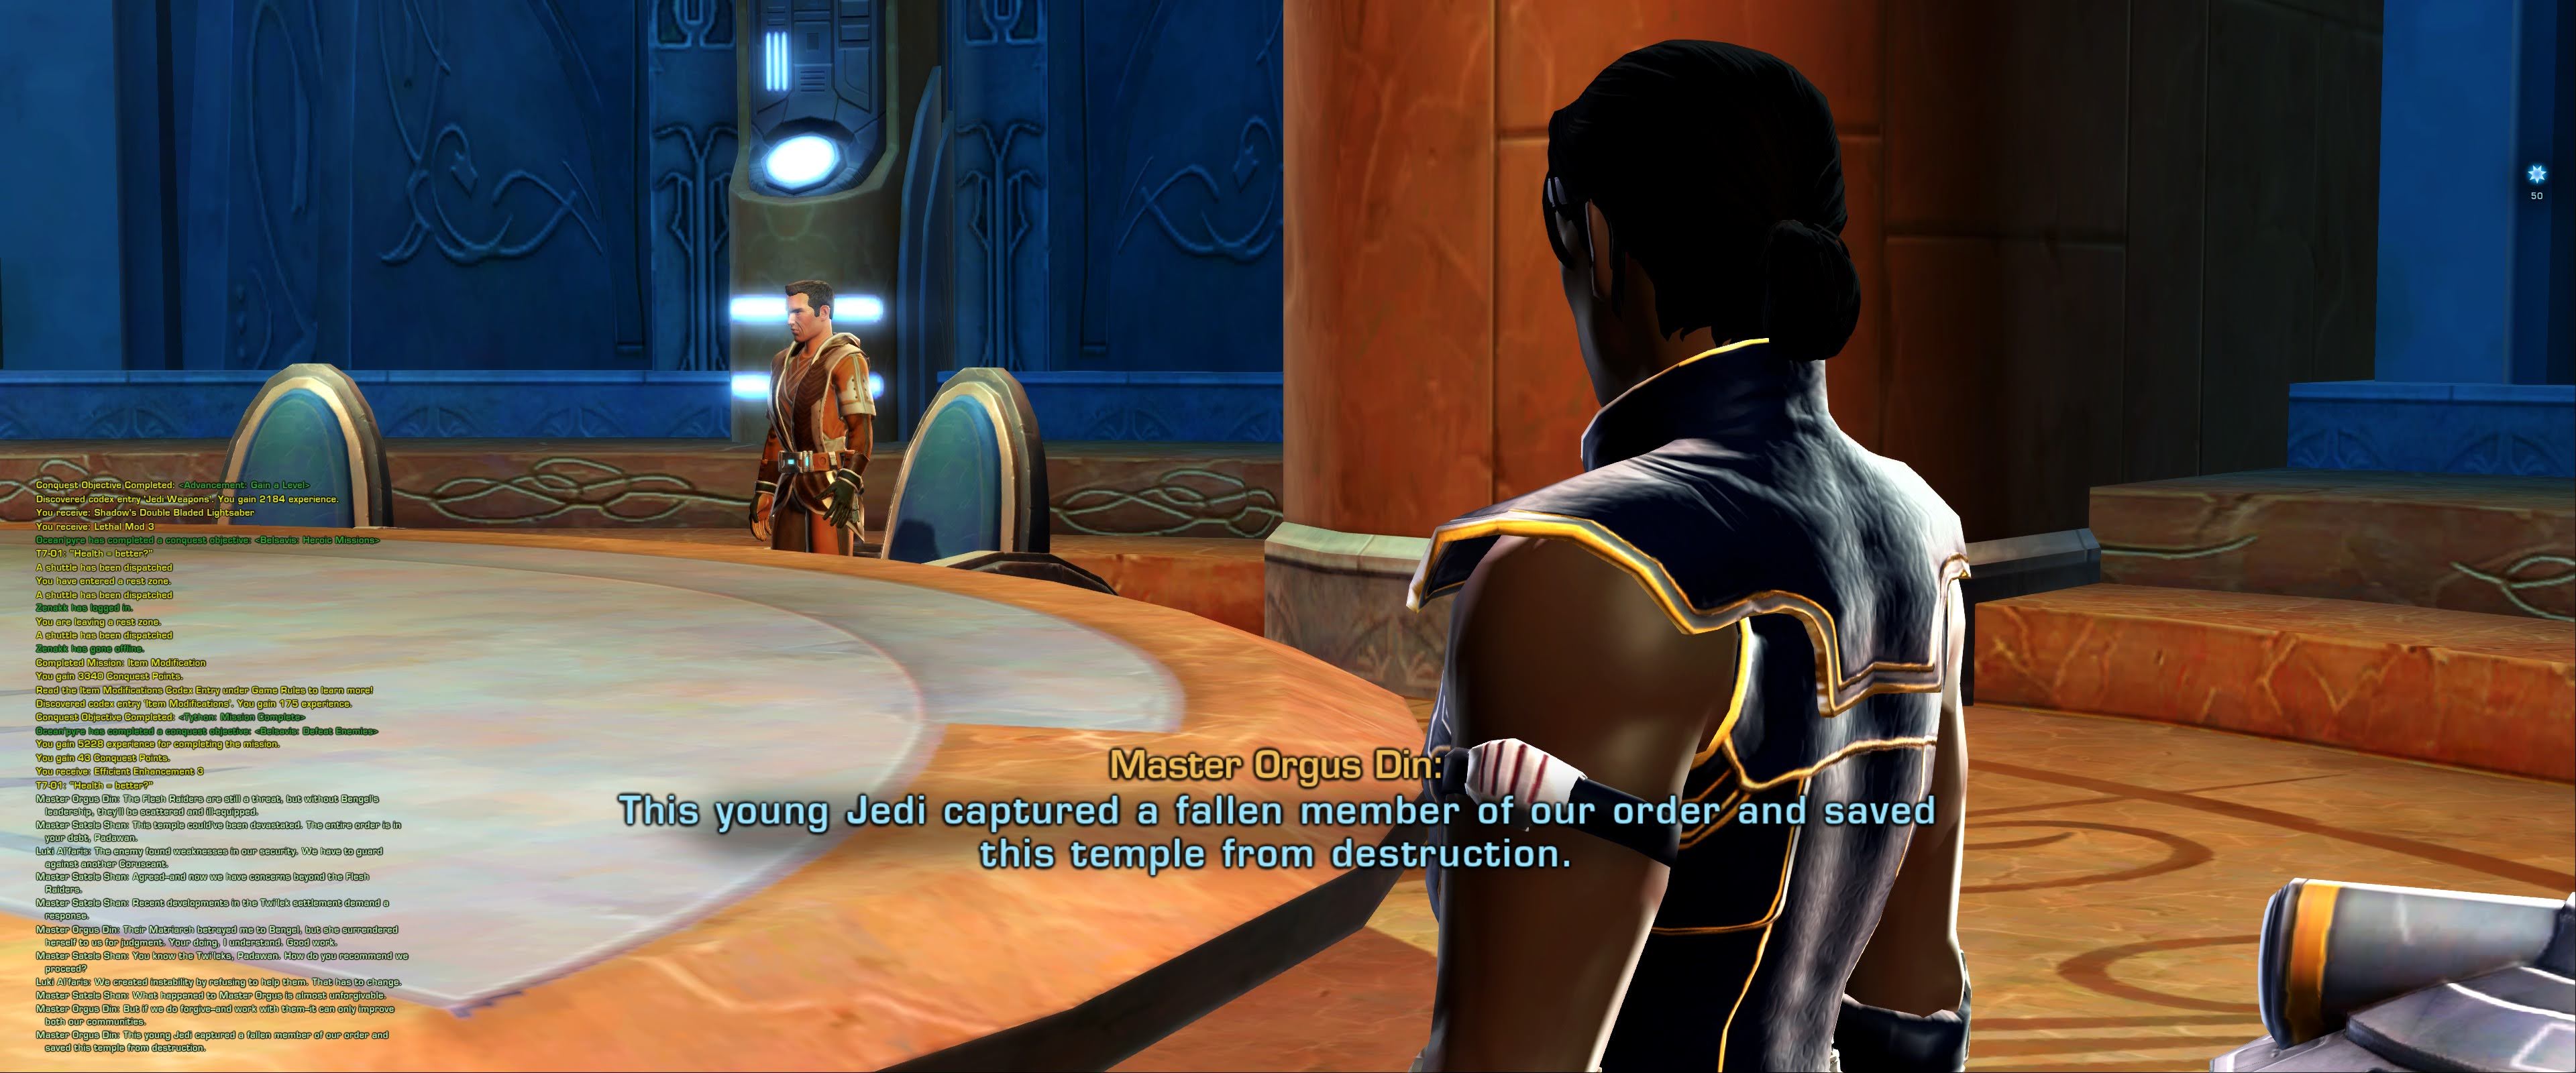 50
Conquest Objective Completed: <Advancement: Gain a Level>
Discovered codex entry 'Jedi Weapons'. You gain 2184 experience.
You receive: Shadow's Double Bladed Lightsaber
You receive: Lethal Mod 3
Ocean'pyre has completed a conquest objective: <Belsavis: Heroic Missions>
T7-01: "Health = better?"
A shuttle has been dispatched
You have entered a rest zone.
A shuttle has been dispatched
Zenakk has logged in.
You are leaving a rest zone.
A shuttle has been dispatched
Zenakk has gone offline.
Completed Mission: Item Modification
You gain 3340 Conquest Points.
Read the Item Modifications Codex Entry under Game Rules to learn more!
Discovered codex entry 'Item Modifications'. You gain 175 experience.
Conquest Objective Completed: <Tython: Mission Complete>
Ocean'pyre has completed a conquest objective: <Belsavis: Defeat Enemies>
You gain 5228 experience for completing the mission.
You gain 43 Conquest Points.
You receive: Efficient Enhancement 3
T7-01: "Health = better?"
Master Orgus Din: The Flesh Raiders are still a threat, but without Bengel's
leadership, they'll be scattered and ill-equipped.
Master Satele Shan: This temple could've been devastated. The entire order is in
your debt, Padawan.
Luki Al'faris: The enemy found weaknesses in our security. We have to guard
against another Coruscant.
Master Satele Shan: Agreed–and now we have concerns beyond the Flesh
Raiders.
Master Satele Shan: Recent developments in the Twi'lek settlement demand a
response.
Master Orgus Din: Their Matriarch betrayed me to Bengel, but she surrendered
herself to us for judgment. Your doing, I understand. Good work.
Master Satele Shan: You know the Twi'leks, Padawan. How do you recommend we
proceed?
Luki Al'faris: We created instability by refusing to help them. That has to change.
Master Satele Shan: What happened to Master Orgus is almost unforgivable.
Master Orgus Din: But if we do forgive–and work with them–it can only improve
both our communities.
Master Orgus Din: This young Jedi captured a fallen member of our order and
saved this temple from destruction.
Master Orgus Din:
This young Jedi captured a fallen member of our order and saved
this temple from destruction.